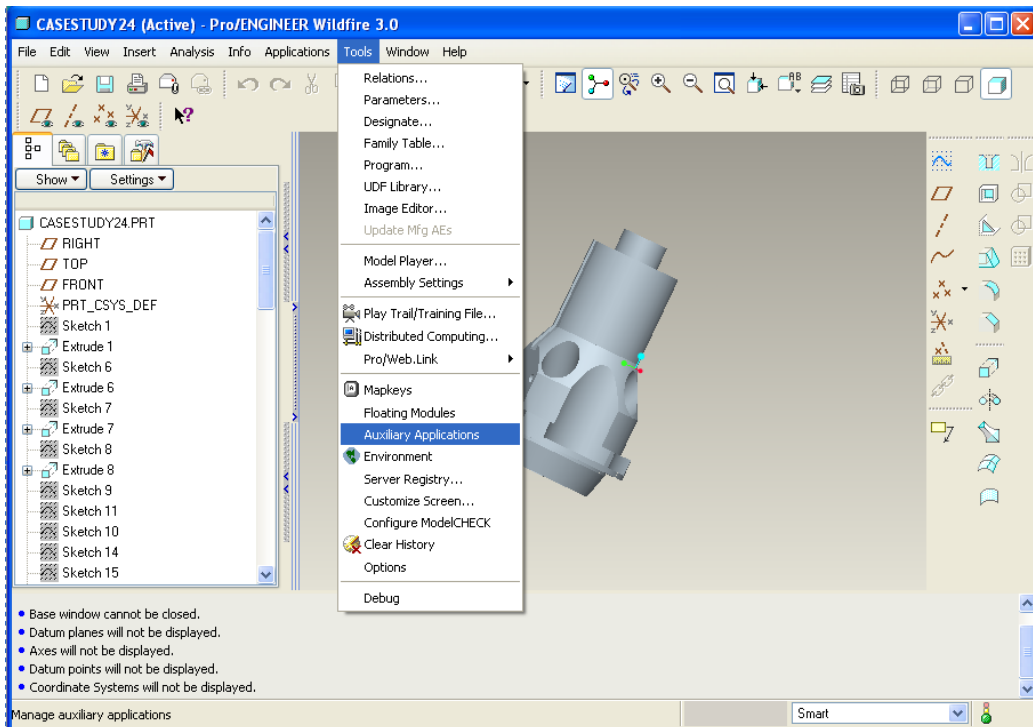 CASESTUDY24 (Active) - Pro/ENGINEER Wildfire 3.0
File Edit View Insert Analysis Info Applications Tools Window Help
Show Settings
CASESTUDY24.PRT
RIGHT
TOP
FRONT
PRT_CSYS_DEF
Sketch 1
Extrude 1
Sketch 6
Extrude 6
Sketch 7
Extrude 7
Sketch 8
Extrude 8
Sketch 9
Sketch 11
Sketch 10
Sketch 14
Sketch 15
Relations...
Parameters...
Designate...
Family Table...
Program...
UDF Library...
Image Editor...
Update Mfg AEs
Model Player...
Assembly Settings
Play Trail/Training File...
Distributed Computing...
Pro/Web.Link
Mapkeys
Floating Modules
Auxiliary Applications
Environment
Server Registry...
Customize Screen...
Configure ModelCHECK
Clear History
Options
Debug
Base window cannot be closed.
Datum planes will not be displayed.
Axes will not be displayed.
Datum points will not be displayed.
Coordinate Systems will not be displayed.
Manage auxiliary applications
Smart